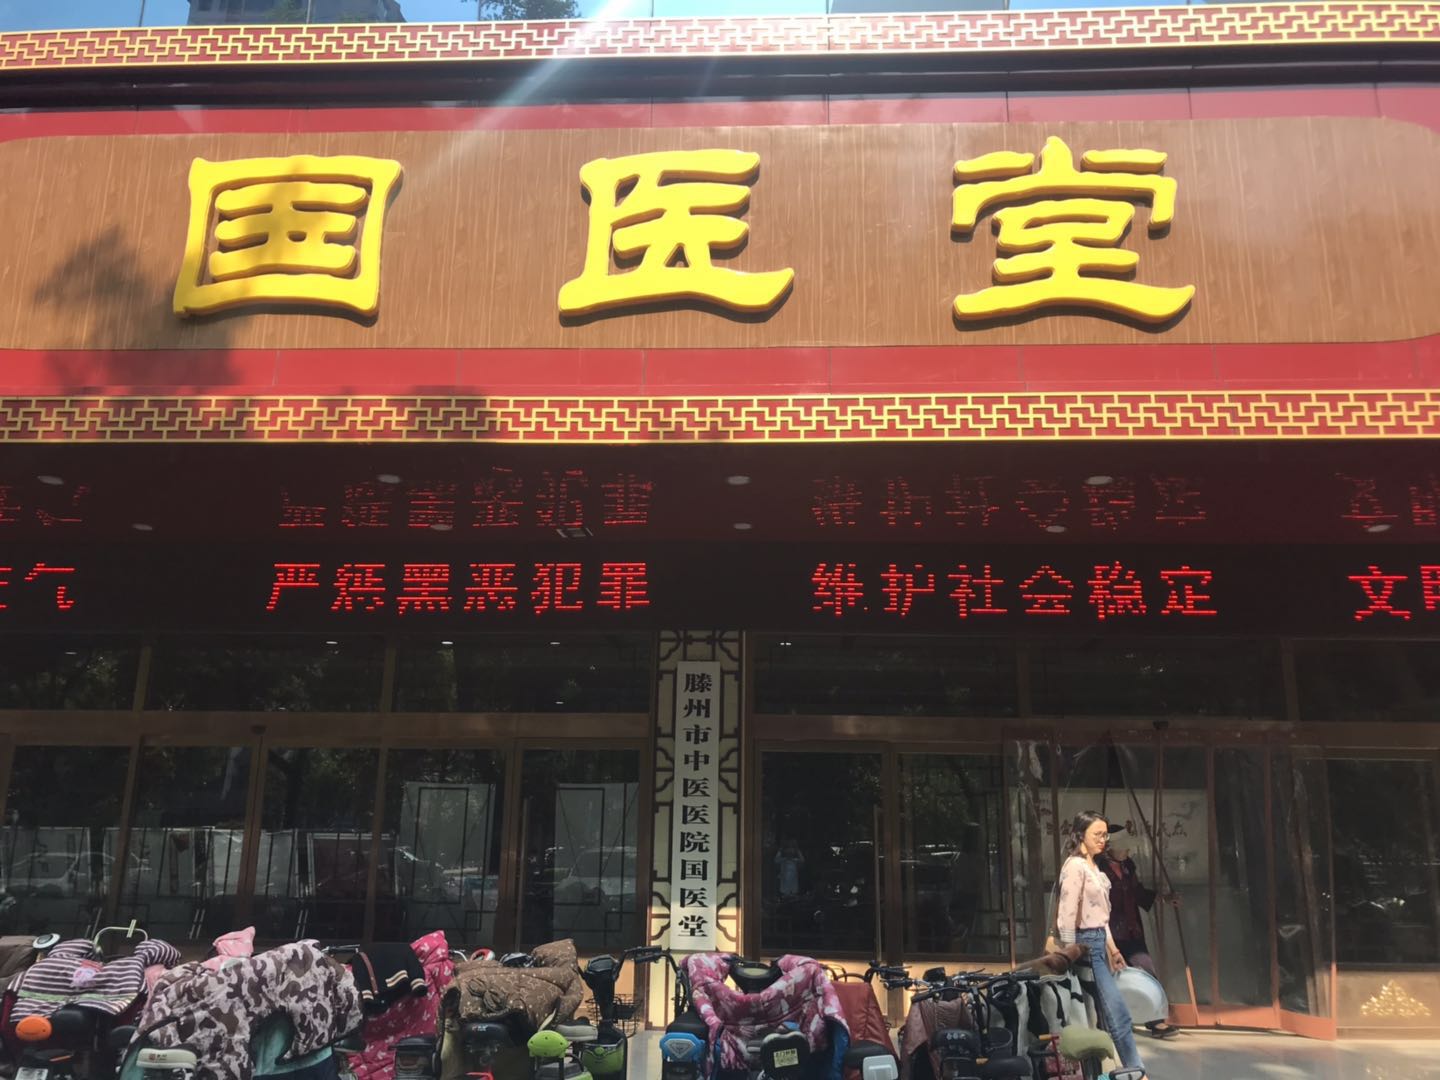 国医堂
气 严惩黑恶犯罪 维护社会稳定 文
滕州市中医医院国医堂